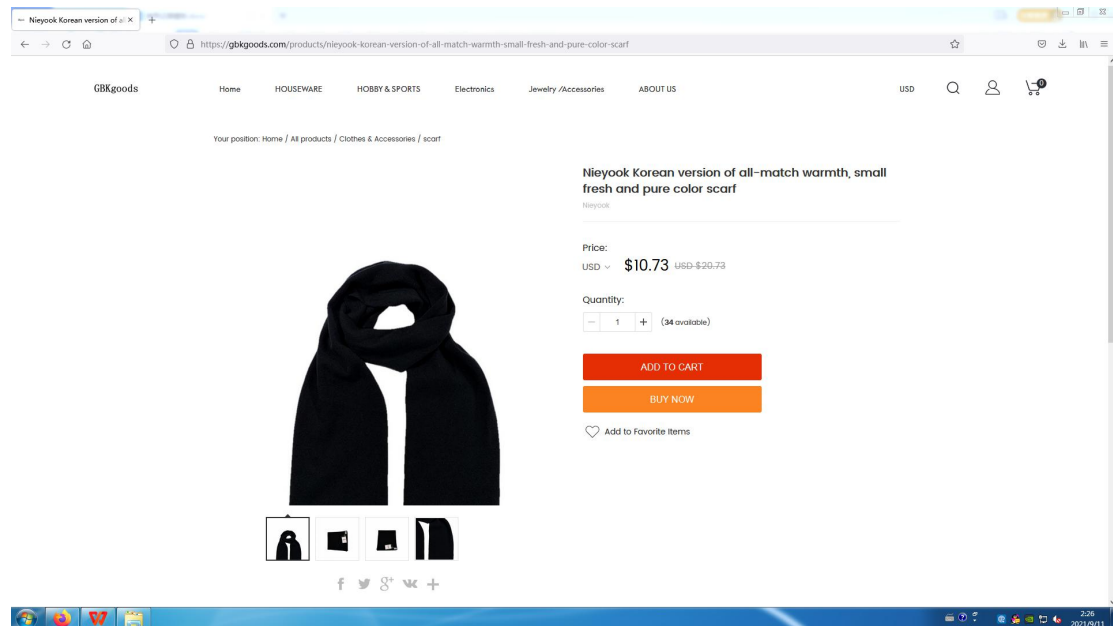 Nieyook Korean version of al
https://gbkgoods.com/products/nieyook-korean-version-of-all-match-warmth-small-fresh-and-pure-color-scarf
GBKgoods Home HOUSEWARE HOBBY & SPORTS Electronics Jewelry /Accessories ABOUT US USD 0
Your position: Home / All products / Clothes & Accessories / scarf
Nieyook Korean version of all-match warmth, small
fresh and pure color scarf
Nieyook
Price:
USD $10.73 USD $20.73
Quantity:
1 (34 available)
ADD TO CART
BUY NOW
Add to Favorite Items
2:26
2021/9/11